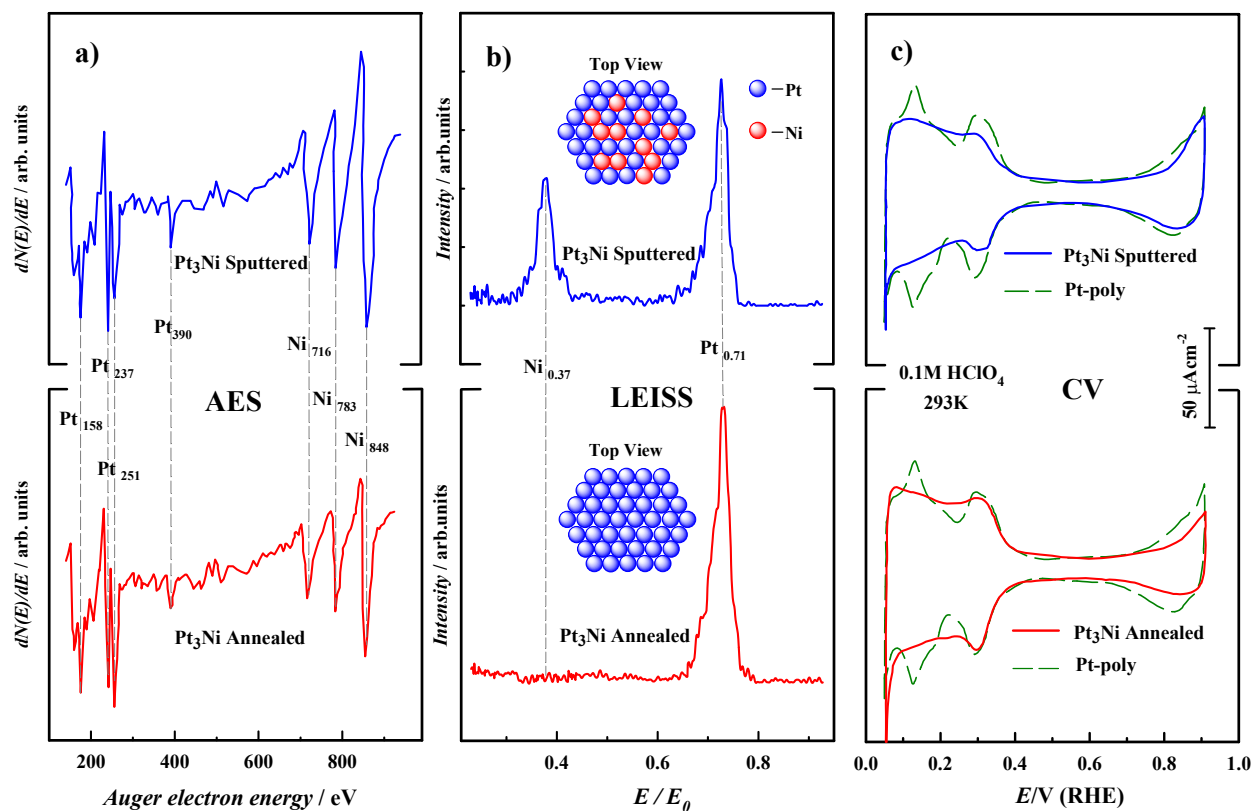 a)
dN(E)/dE / arb. units
Pt₃Ni Sputtered
Pt₁₅₈
Pt₂₃₇
Pt₂₅₁
Pt₃₉₀
Ni₇₁₆
Ni₇₈₃
Ni₈₄₈
AES
dN(E)/dE / arb. units
Pt₃Ni Annealed
200
400
600
800
Auger electron energy / eV
b)
Top View
–Pt
–Ni
Intensity / arb.units
Pt₃Ni Sputtered
Ni₀.₃₇
Pt₀.₇₁
LEISS
Top View
Intensity / arb.units
Pt₃Ni Annealed
0.4
0.6
0.8
E / E₀
c)
Pt₃Ni Sputtered
Pt-poly
0.1M HClO₄
293K
CV
50 μAcm⁻²
Pt₃Ni Annealed
Pt-poly
0.0
0.2
0.4
0.6
0.8
1.0
E/V (RHE)